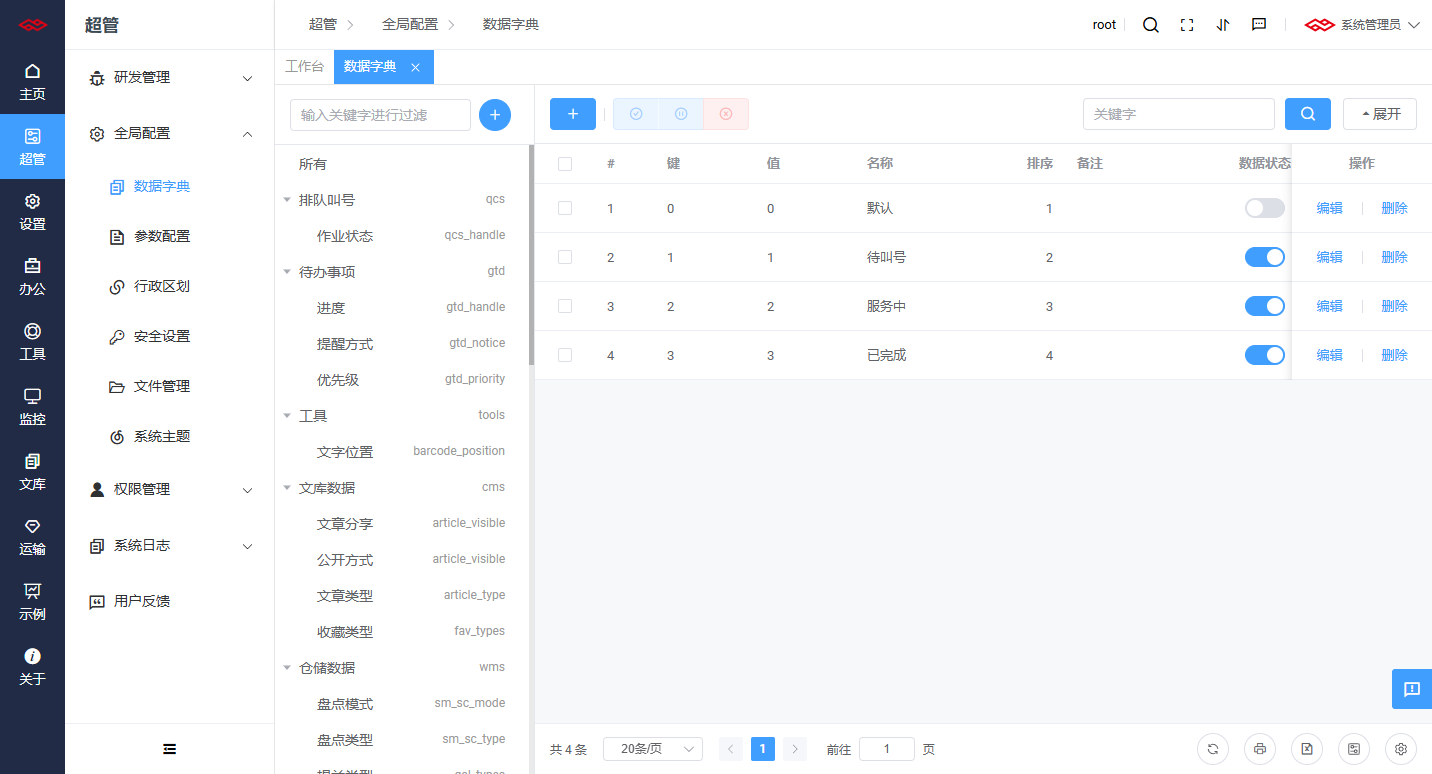 主页
超管
设置
办公
工具
监控
文库
运输
示例
关于
超管
研发管理
全局配置
数据字典
参数配置
行政区划
安全设置
文件管理
系统主题
权限管理
系统日志
用户反馈
超管 全局配置 数据字典
root 系统管理员
工作台 数据字典
输入关键字进行过滤
所有
排队叫号 qcs
作业状态 qcs_handle
待办事项 gtd
进度 gtd_handle
提醒方式 gtd_notice
优先级 gtd_priority
工具 tools
文字位置 barcode_position
文库数据 cms
文章分享 article_visible
公开方式 article_visible
文章类型 article_type
收藏类型 fav_types
仓储数据 wms
盘点模式 sm_sc_mode
盘点类型 sm_sc_type
关键字 展开
# 键 值 名称 排序 备注 数据状态 操作
1 0 0 默认 1 编辑 删除
2 1 1 待叫号 2 编辑 删除
3 2 2 服务中 3 编辑 删除
4 3 3 已完成 4 编辑 删除
共 4 条 20条/页 1 前往 1 页